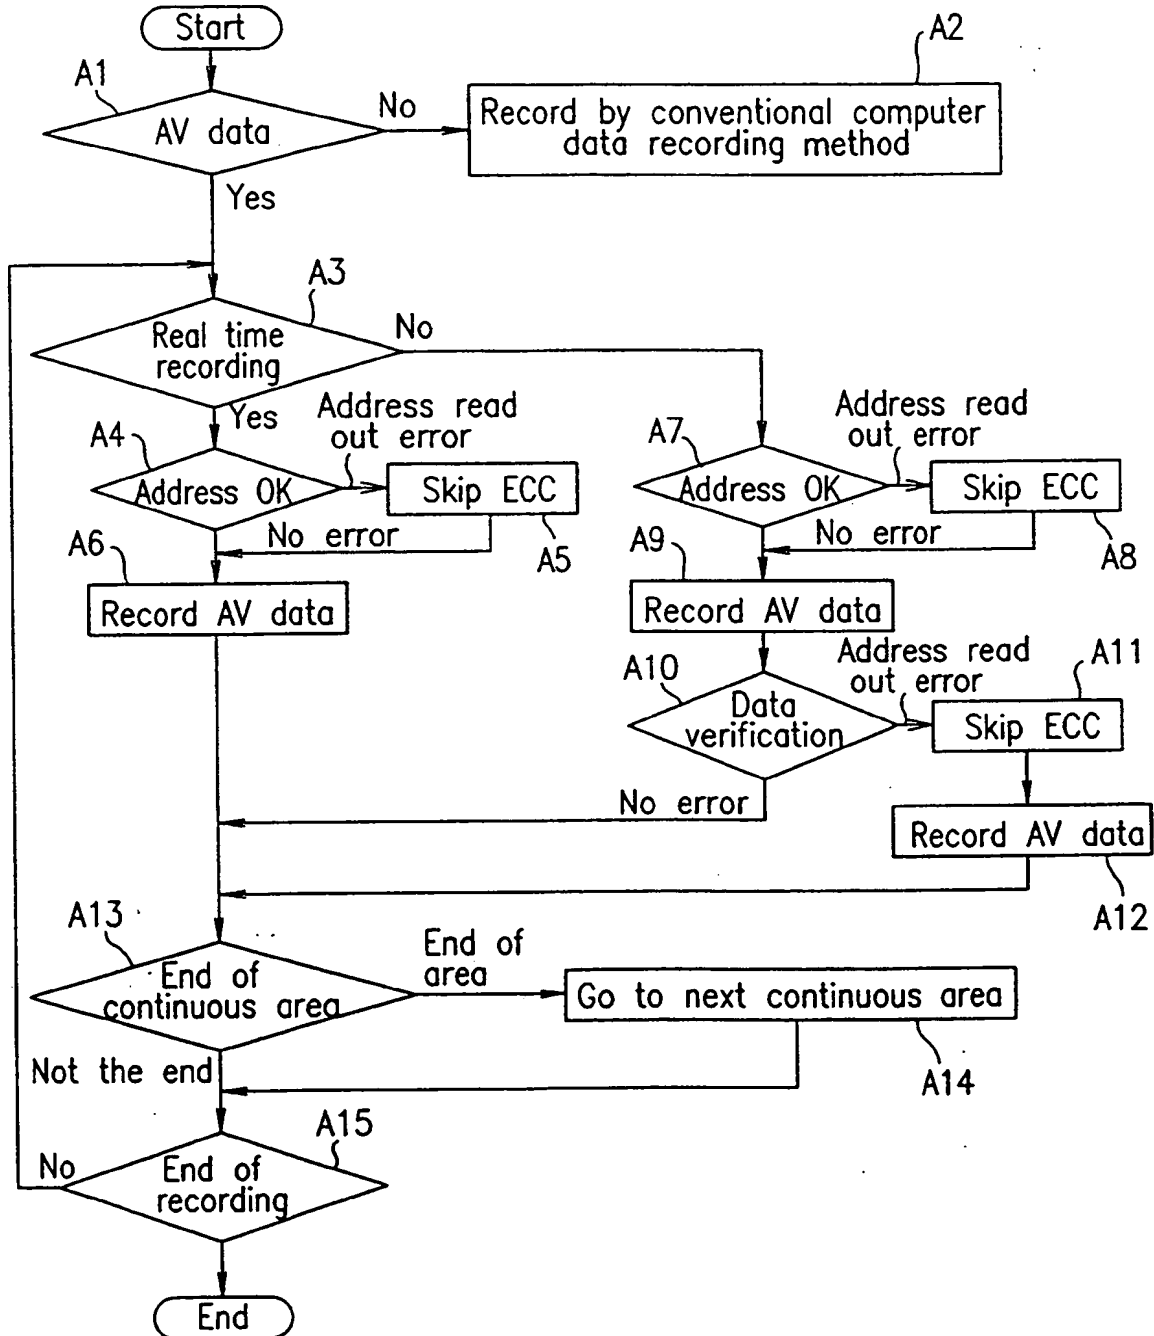 Start
A1
AV data
No
A2
Record by conventional computer
data recording method
Yes
A3
Real time
recording
No
Yes
A4
Address OK
Address read
out error
Skip ECC
A5
No error
A6
Record AV data
A7
Address OK
Address read
out error
Skip ECC
A8
No error
A9
Record AV data
A10
Data
verification
Address read
out error
A11
Skip ECC
No error
Record AV data
A12
A13
End of
continuous area
End of
area
Go to next continuous area
A14
Not the end
A15
End of
recording
No
End